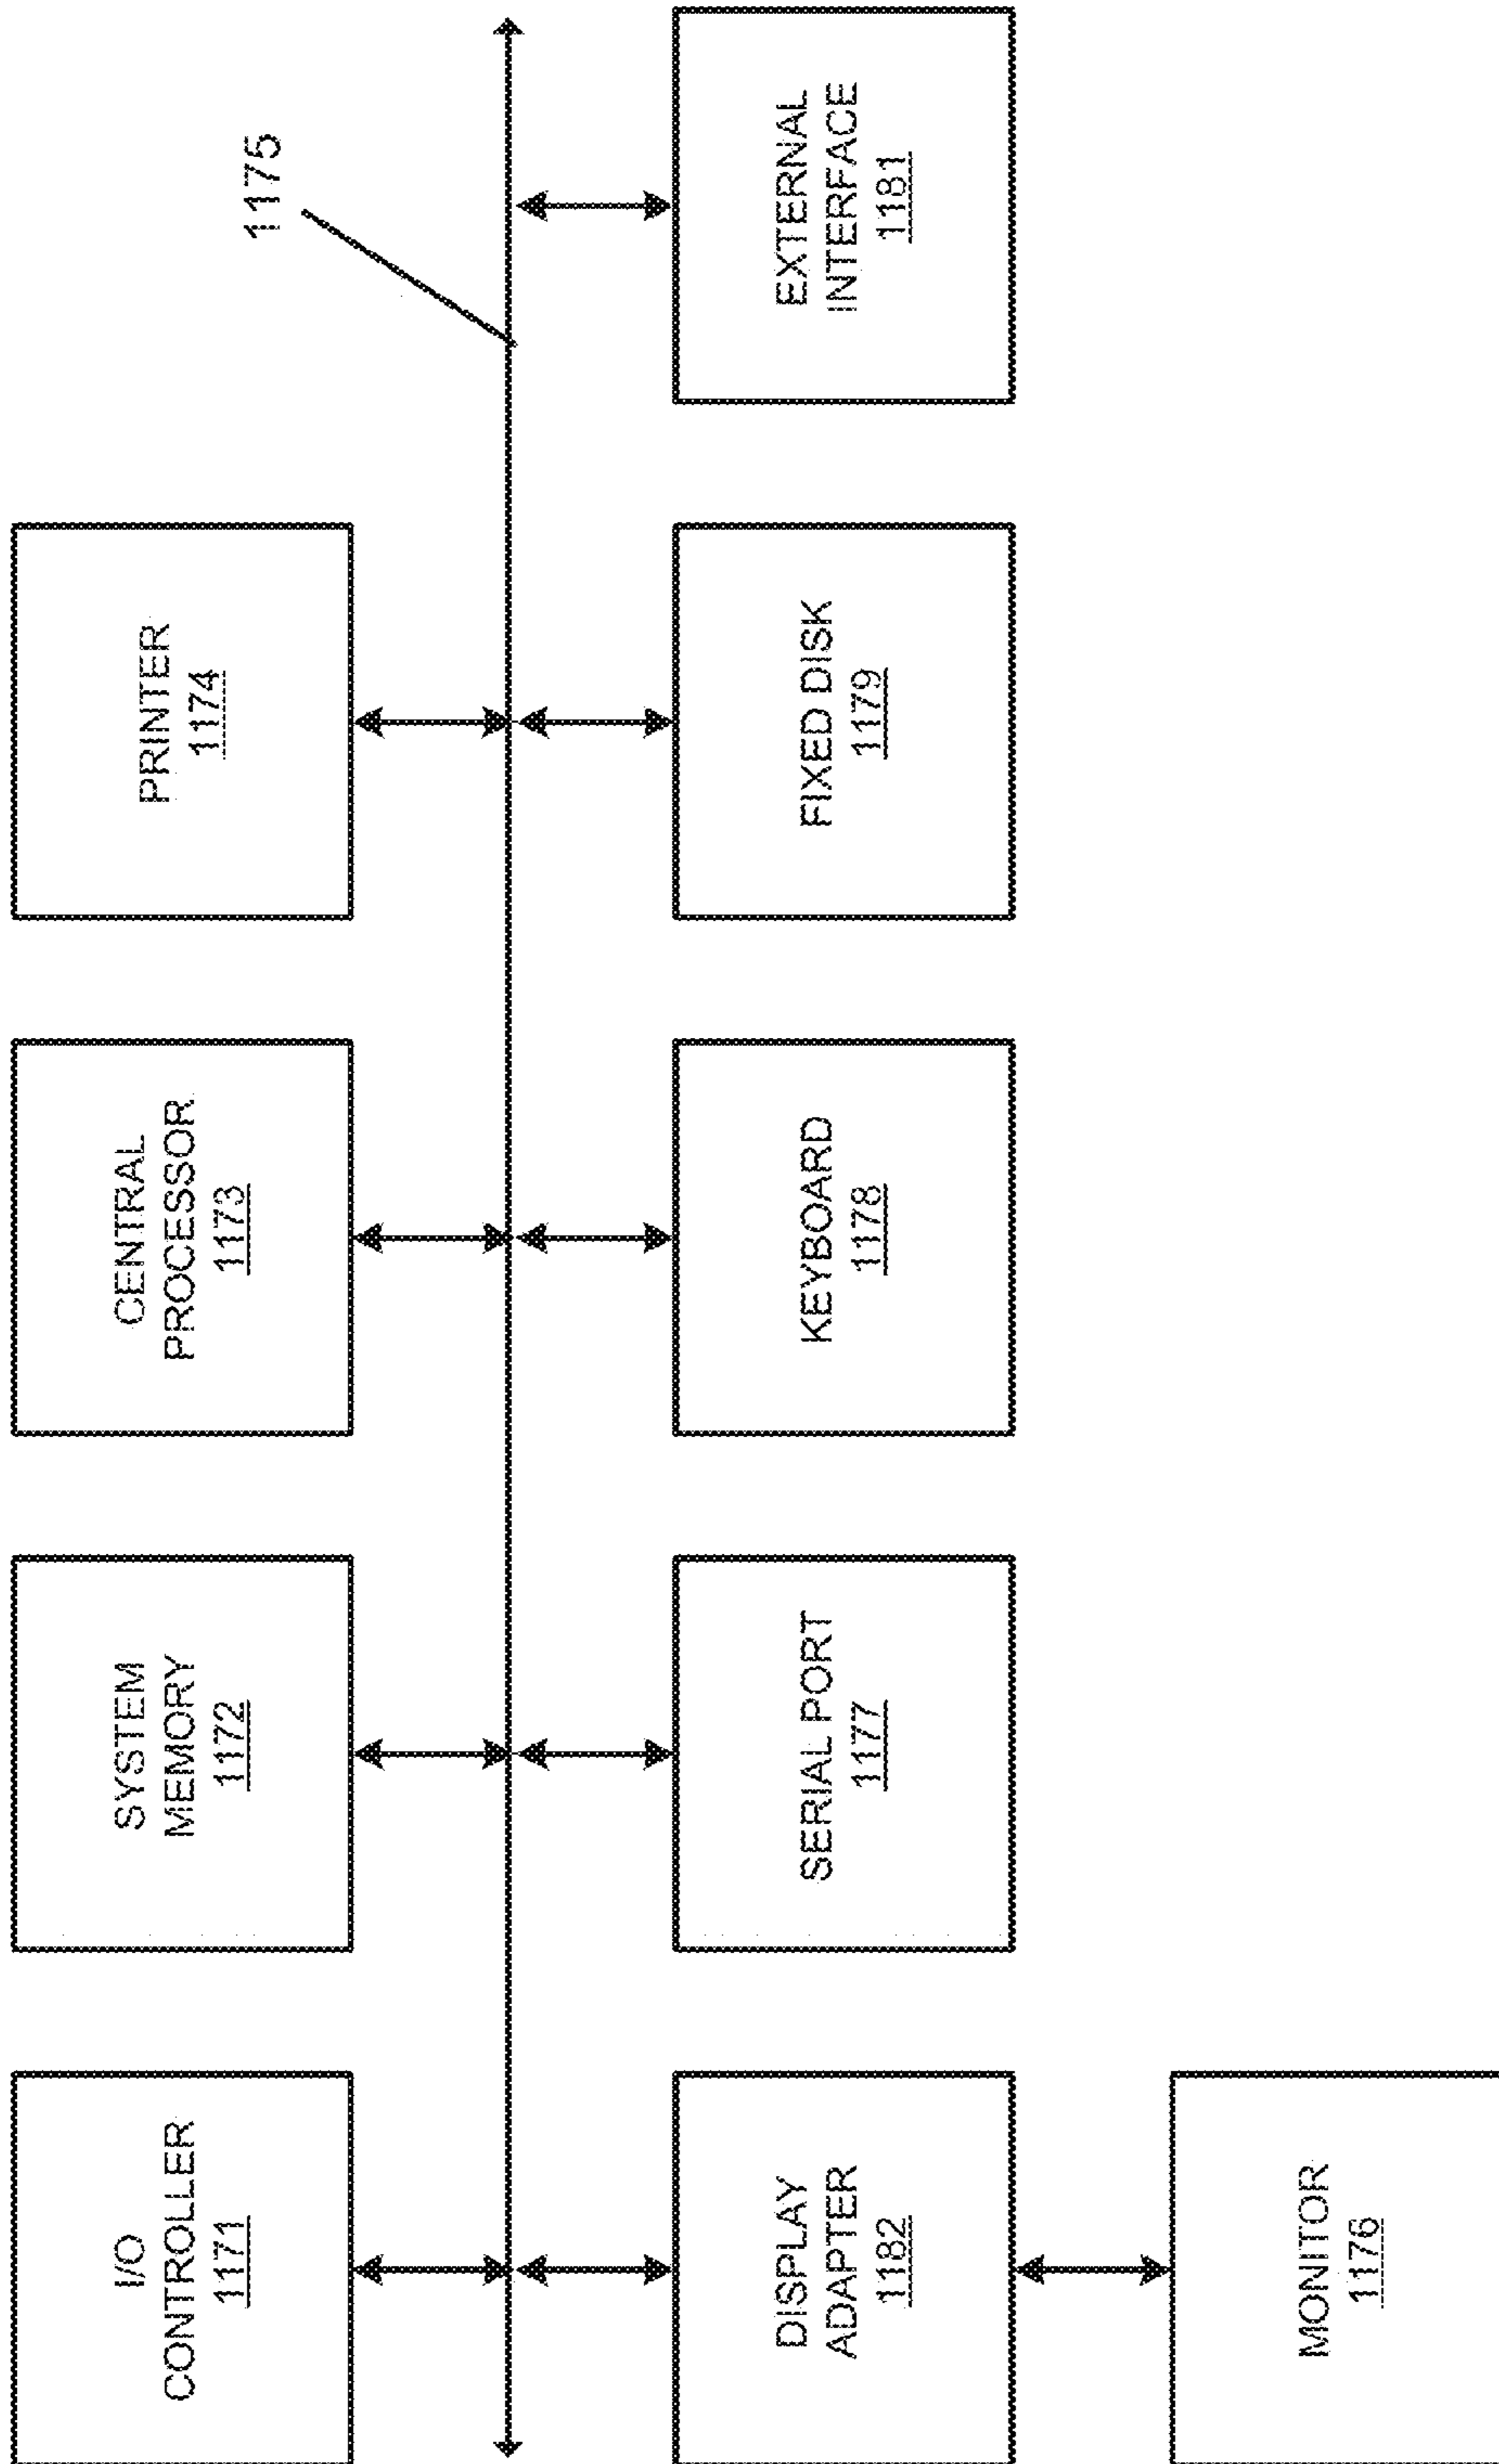 I/O
CONTROLLER
1171
SYSTEM
MEMORY
1172
CENTRAL
PROCESSOR
1173
PRINTER
1174
1175
DISPLAY
ADAPTER
1182
SERIAL PORT
1177
KEYBOARD
1178
FIXED DISK
1179
EXTERNAL
INTERFACE
1181
MONITOR
1176